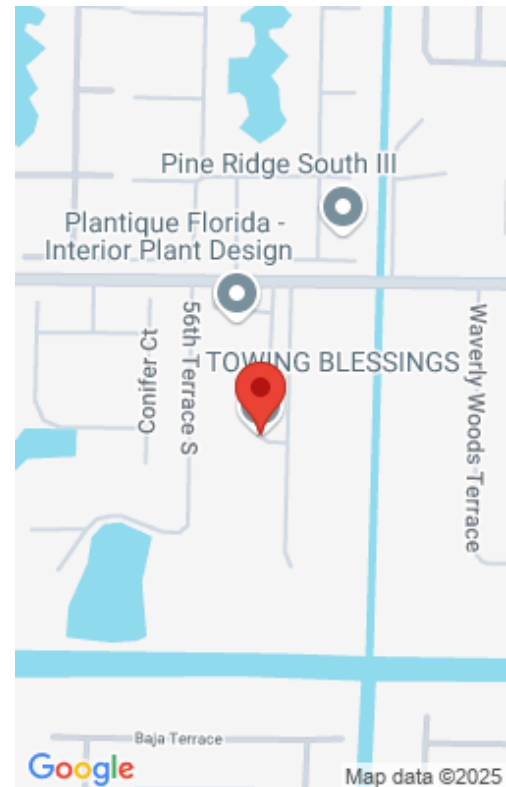 Pine Ridge South III
Plantique Florida -
Interior Plant Design
56th Terrace S
Conifer Ct
TOWING BLESSINGS
Waverly Woods Terrace
Baja Terrace
Google
Map data ©2025